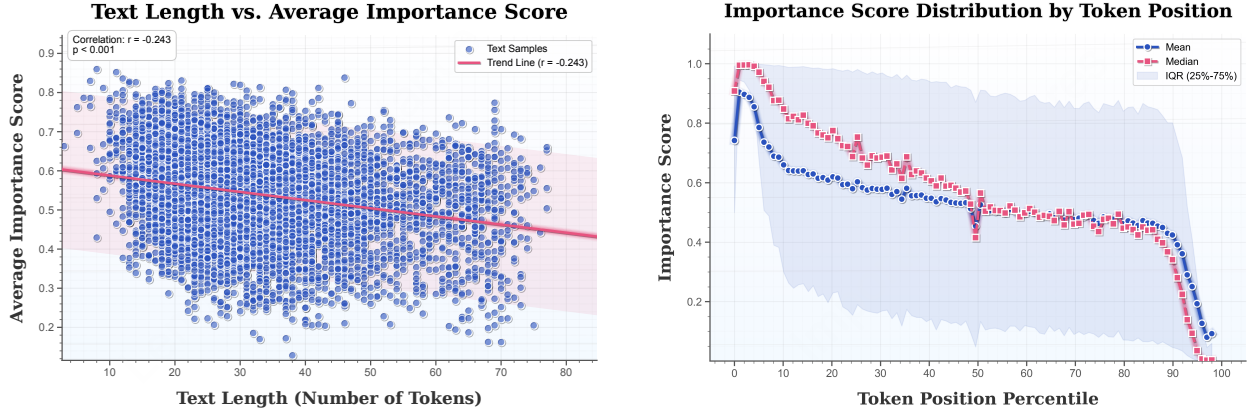 Text Length vs. Average Importance Score
Correlation: r = -0.243
p < 0.001
Text Samples
Trend Line (r = -0.243)
Average Importance Score
0.9
0.8
0.7
0.6
0.5
0.4
0.3
0.2
10 20 30 40 50 60 70 80
Text Length (Number of Tokens)
Importance Score Distribution by Token Position
Mean
Median
IQR (25%-75%)
Importance Score
1.0
0.8
0.6
0.4
0.2
0 10 20 30 40 50 60 70 80 90 100
Token Position Percentile